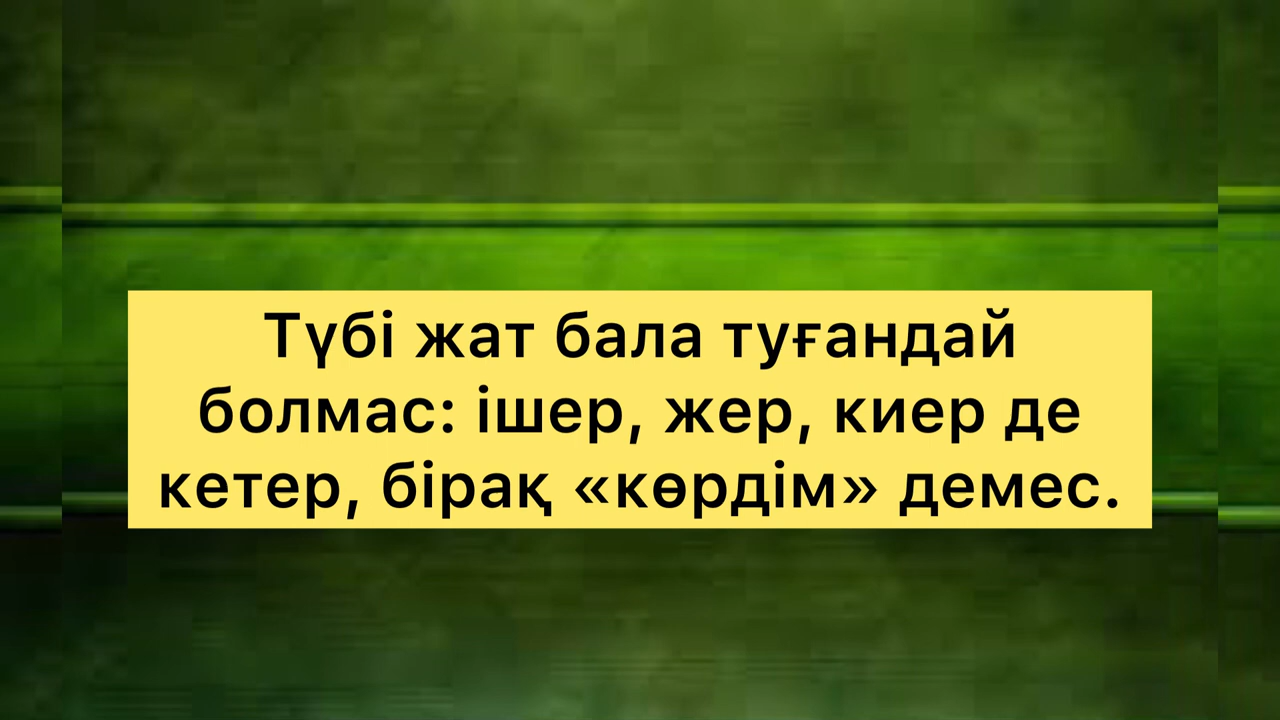 Түбі жат бала туғандай
болмас: ішер, жер, киер де
кетер, бірақ «көрдім» демес.